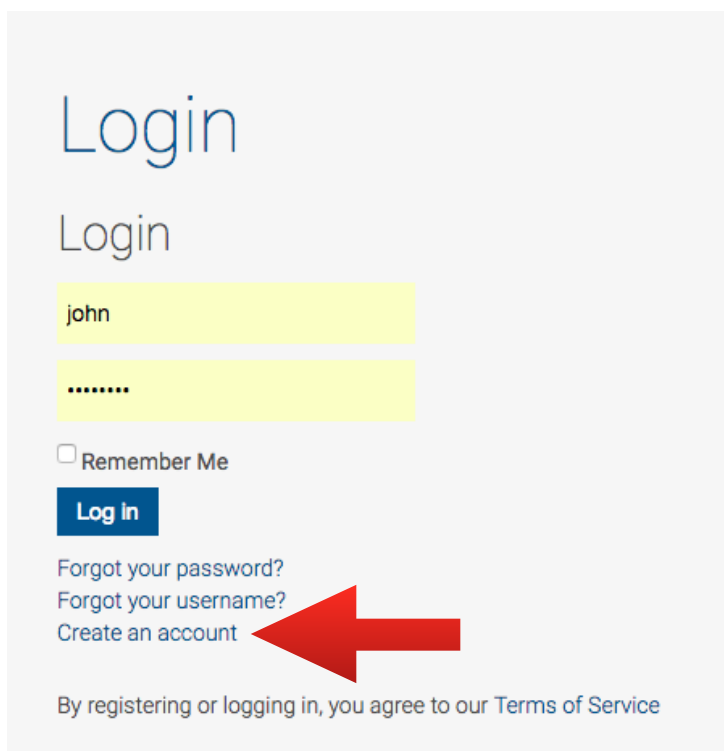 Login
Login
john
••••••••
Remember Me
Log in
Forgot your password?
Forgot your username?
Create an account
By registering or logging in, you agree to our Terms of Service